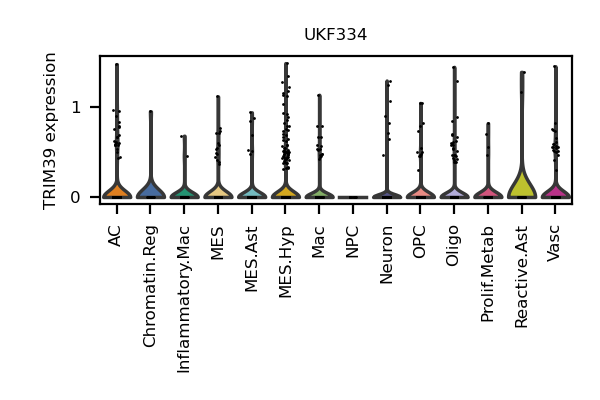 UKF334
TRIM39 expression
1
0
AC
Chromatin.Reg
Inflammatory.Mac
MES
MES.Ast
MES.Hyp
Mac
NPC
Neuron
OPC
Oligo
Prolif.Metab
Reactive.Ast
Vasc